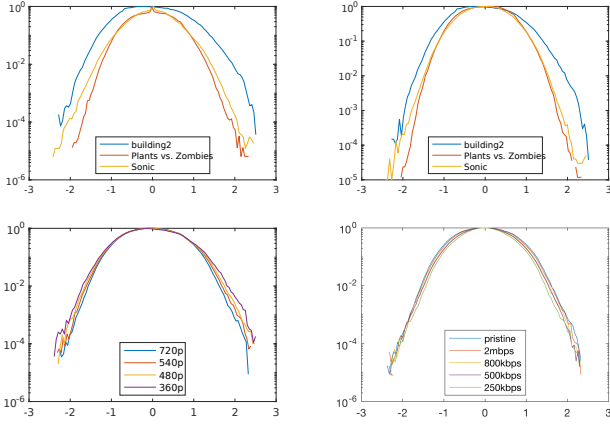 10^0
10^-2
10^-4
10^-6
-3 -2 -1 0 1 2 3
building2
Plants vs. Zombies
Sonic
10^0
10^-1
10^-2
10^-3
10^-4
10^-5
-3 -2 -1 0 1 2 3
building2
Plants vs. Zombies
Sonic
10^0
10^-2
10^-4
10^-6
-3 -2 -1 0 1 2 3
720p
540p
480p
360p
10^0
10^-2
10^-4
10^-6
-3 -2 -1 0 1 2 3
pristine
2mbps
800kbps
500kbps
250kbps